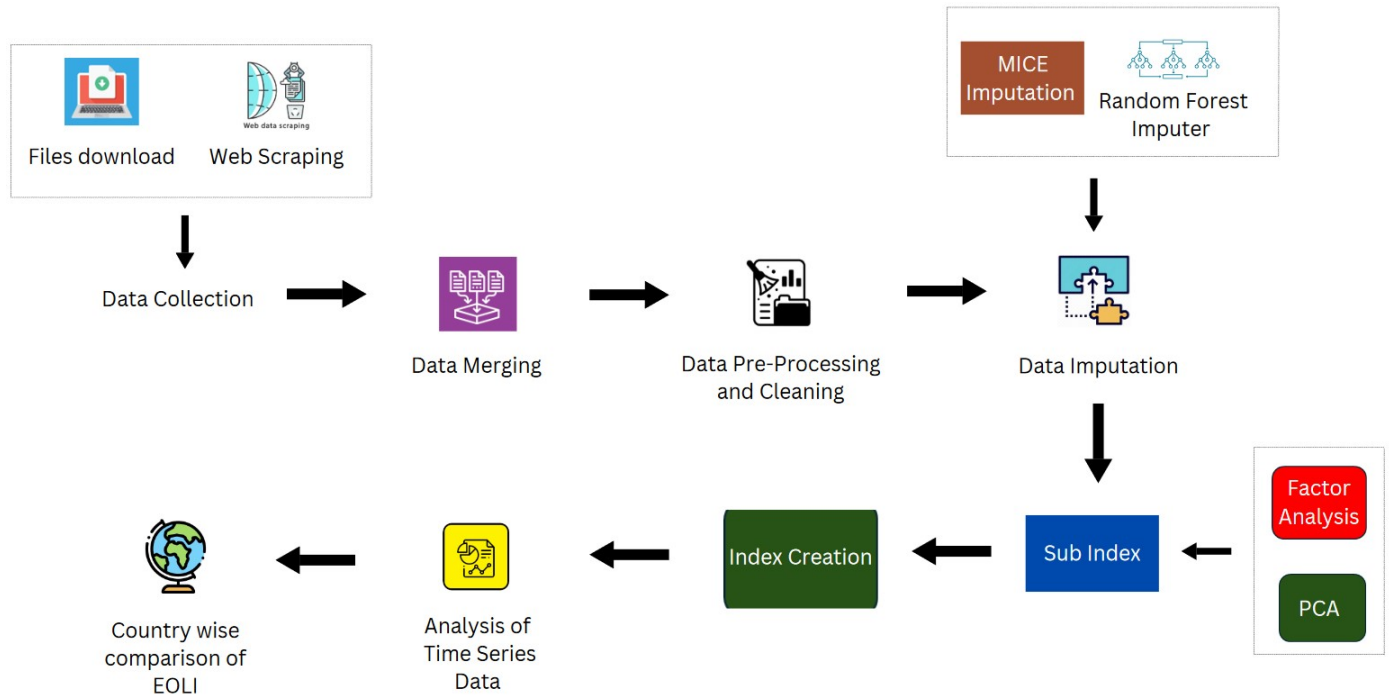 Web data scraping
Files download
Web Scraping
MICE
Imputation
Random Forest
Imputer
Data Collection
Data Merging
Data Pre-Processing
and Cleaning
Data Imputation
Factor
Analysis
PCA
Sub Index
Index Creation
Analysis of
Time Series
Data
Country wise
comparison of
EOLI